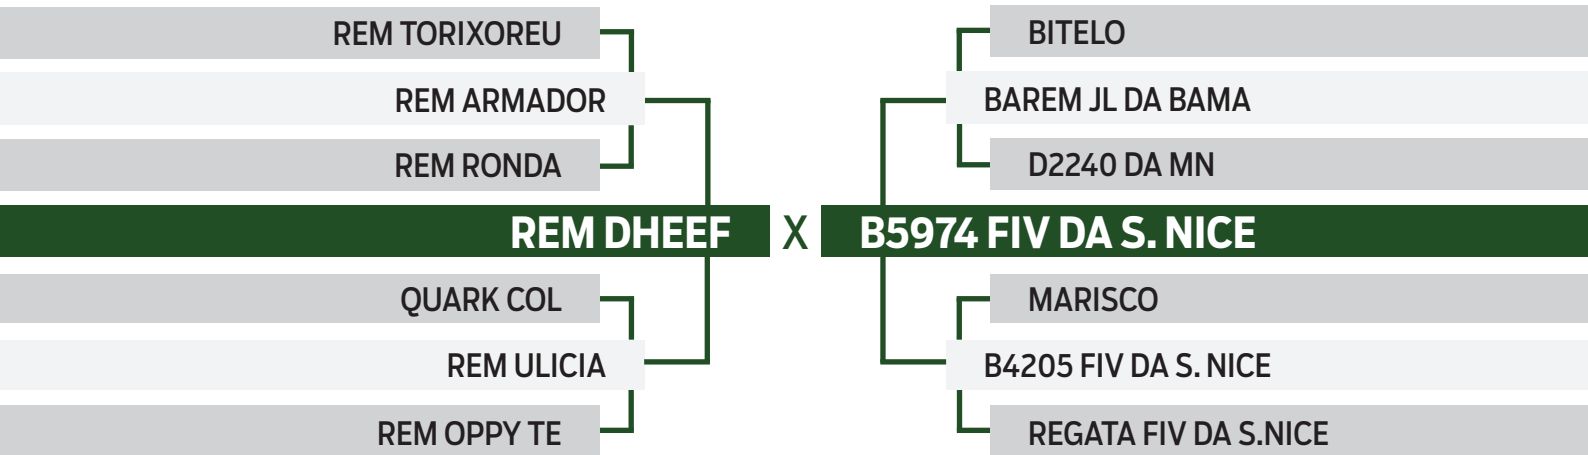 REM TORIXOREU
REM ARMADOR
REM RONDA
REM DHEEF
QUARK COL
REM ULICIA
REM OPPY TE
X
BITELO
BAREM JL DA BAMA
D2240 DA MN
B5974 FIV DA S. NICE
MARISCO
B4205 FIV DA S. NICE
REGATA FIV DA S.NICE